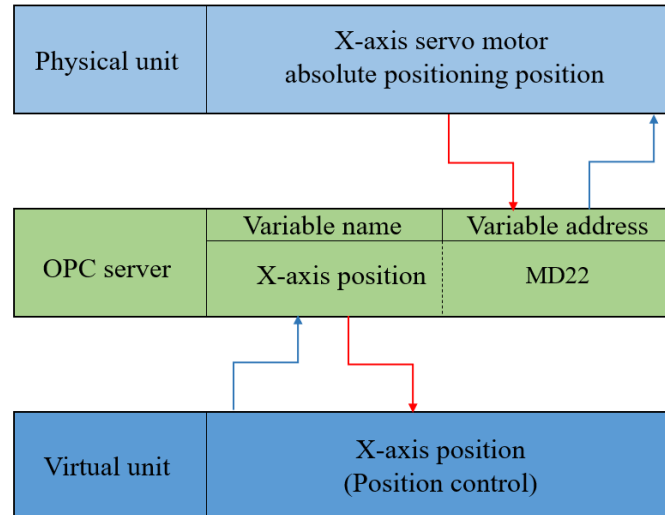 Physical unit
X-axis servo motor
absolute positioning position
OPC server
Variable name
Variable address
X-axis position
MD22
Virtual unit
X-axis position
(Position control)